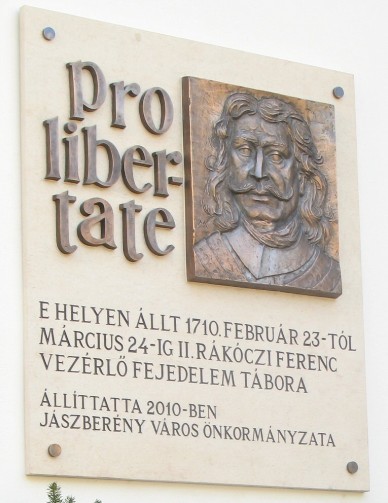 pro
liber-
tate
E HELYEN ÁLLT 1710. FEBRUÁR 23-TÓL
MÁRCIUS 24-IG II. RÁKÓCZI FERENC
VEZÉRLŐ FEJEDELEM TÁBORA
ÁLLÍTTATTA 2010-BEN
JÁSZBERÉNY VÁROS ÖNKORMÁNYZATA